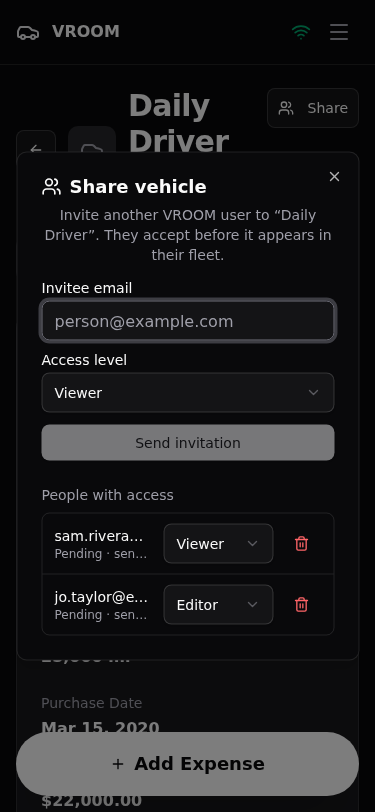 VROOM
Daily
Driver
Share
Share vehicle
Invite another VROOM user to “Daily
Driver”. They accept before it appears in
their fleet.
Invitee email
person@example.com
Access level
Viewer
Send invitation
People with access
sam.rivera...
Pending · sen...
Viewer
jo.taylor@e...
Pending · sen...
Editor
Purchase Date
Mar 15, 2020
+ Add Expense
$22,000.00